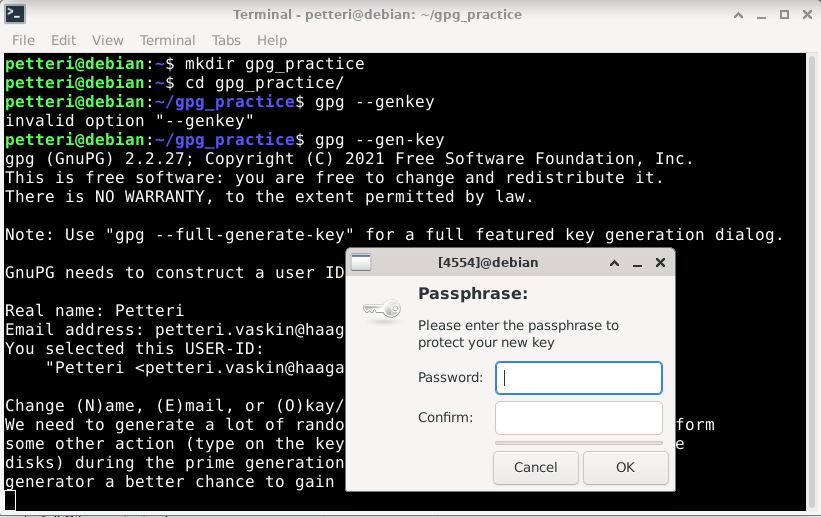 Terminal - petteri@debian: ~/gpg_practice
File Edit View Terminal Tabs Help
petteri@debian:~$ mkdir gpg_practice
petteri@debian:~$ cd gpg_practice/
petteri@debian:~/gpg_practice$ gpg --genkey
invalid option "--genkey"
petteri@debian:~/gpg_practice$ gpg --gen-key
gpg (GnuPG) 2.2.27; Copyright (C) 2021 Free Software Foundation, Inc.
This is free software: you are free to change and redistribute it.
There is NO WARRANTY, to the extent permitted by law.
Note: Use "gpg --full-generate-key" for a full featured key generation dialog.
GnuPG needs to construct a user ID
Real name: Petteri
Email address: petteri.vaskin@haag
You selected this USER-ID:
"Petteri <petteri.vaskin@haaga
Change (N)ame, (E)mail, or (O)kay/
We need to generate a lot of rando form
some other action (type on the key e
disks) during the prime generation
generator a better chance to gain
[4554]@debian
Passphrase:
Please enter the passphrase to
protect your new key
Password:
Confirm:
Cancel OK